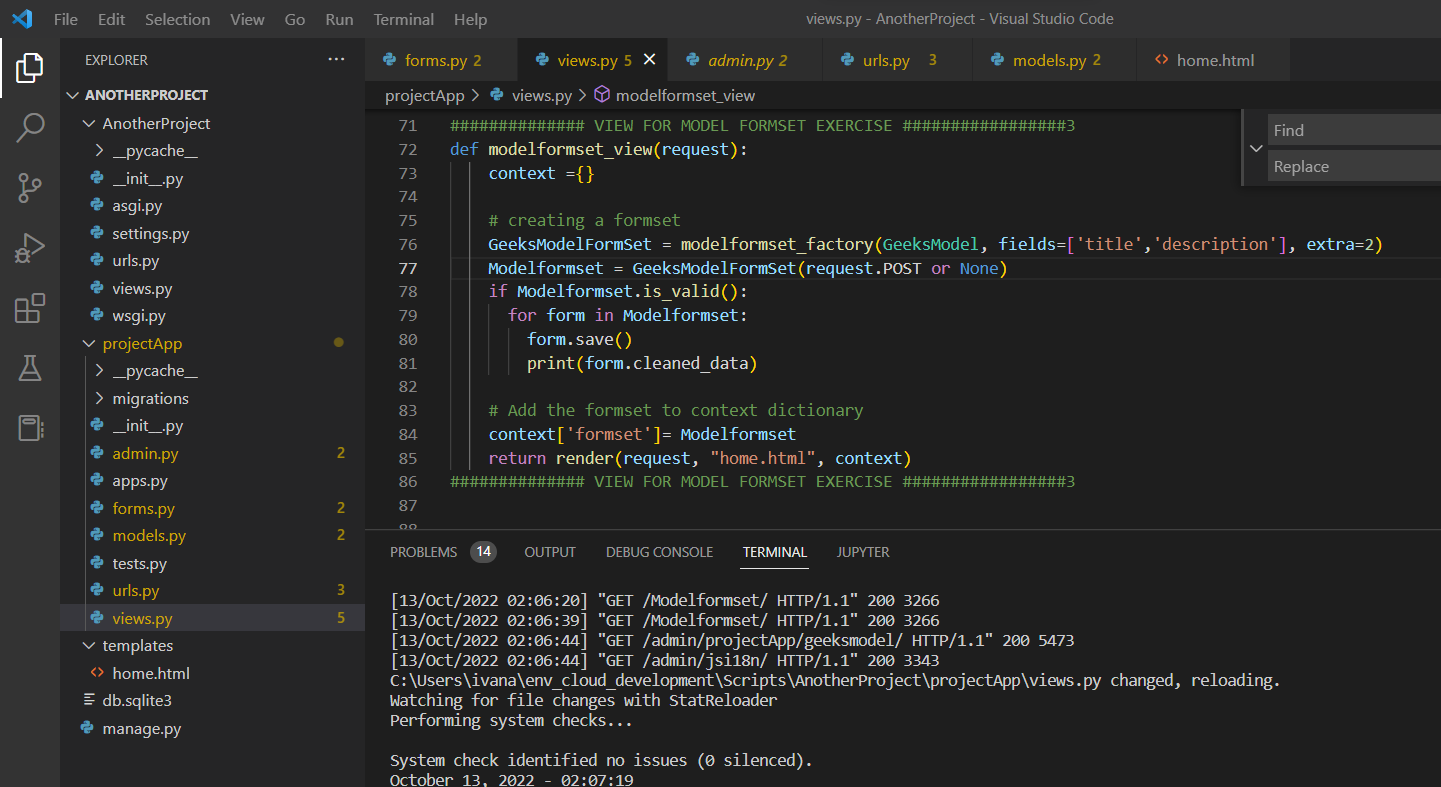 File Edit Selection View Go Run Terminal Help
views.py - AnotherProject - Visual Studio Code
EXPLORER ···
ANOTHERPROJECT
AnotherProject
__pycache__
__init__.py
asgi.py
settings.py
urls.py
views.py
wsgi.py
projectApp
__pycache__
migrations
__init__.py
admin.py 2
apps.py
forms.py 2
models.py 2
tests.py
urls.py 3
views.py 5
templates
home.html
db.sqlite3
manage.py
forms.py 2 views.py 5 admin.py 2 urls.py 3 models.py 2 home.html
projectApp > views.py > modelformset_view
Find
Replace
71 ############## VIEW FOR MODEL FORMSET EXERCISE #################3
72 def modelformset_view(request):
73 context ={}
74
75 # creating a formset
76 GeeksModelFormSet = modelformset_factory(GeeksModel, fields=['title','description'], extra=2)
77 Modelformset = GeeksModelFormSet(request.POST or None)
78 if Modelformset.is_valid():
79 for form in Modelformset:
80 form.save()
81 print(form.cleaned_data)
82
83 # Add the formset to context dictionary
84 context['formset']= Modelformset
85 return render(request, "home.html", context)
86 ############## VIEW FOR MODEL FORMSET EXERCISE #################3
87
88
PROBLEMS 14 OUTPUT DEBUG CONSOLE TERMINAL JUPYTER
[13/Oct/2022 02:06:20] "GET /Modelformset/ HTTP/1.1" 200 3266
[13/Oct/2022 02:06:39] "GET /Modelformset/ HTTP/1.1" 200 3266
[13/Oct/2022 02:06:44] "GET /admin/projectApp/geeksmodel/ HTTP/1.1" 200 5473
[13/Oct/2022 02:06:44] "GET /admin/jsi18n/ HTTP/1.1" 200 3343
C:\Users\ivana\env_cloud_development\Scripts\AnotherProject\projectApp\views.py changed, reloading.
Watching for file changes with StatReloader
Performing system checks...
System check identified no issues (0 silenced).
October 13, 2022 - 02:07:19